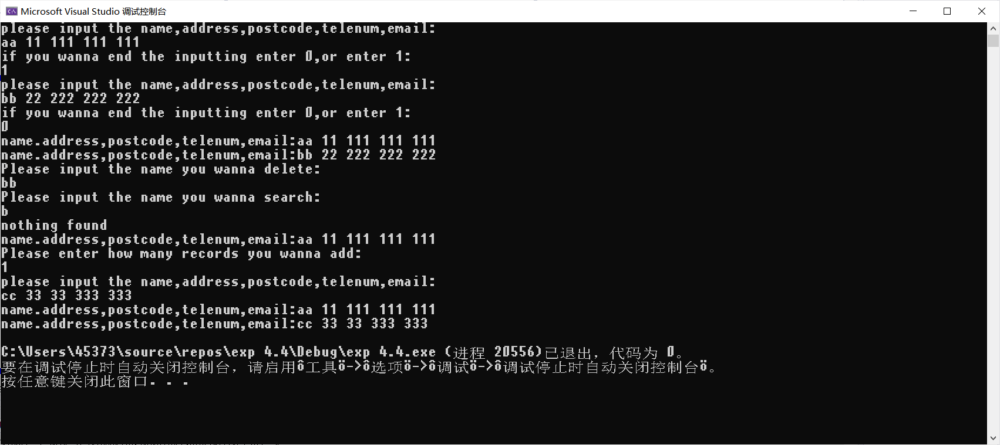 Microsoft Visual Studio 调试控制台
please input the name,address,postcode,telenum,email:
aa 11 111 111 111
if you wanna end the inputting enter 0,or enter 1:
1
please input the name,address,postcode,telenum,email:
bb 22 222 222 222
if you wanna end the inputting enter 0,or enter 1:
0
name.address,postcode,telenum,email:aa 11 111 111 111
name.address,postcode,telenum,email:bb 22 222 222 222
Please input the name you wanna delete:
bb
Please input the name you wanna search:
b
nothing found
name.address,postcode,telenum,email:aa 11 111 111 111
Please enter how many records you wanna add:
1
please input the name,address,postcode,telenum,email:
cc 33 33 333 333
name.address,postcode,telenum,email:aa 11 111 111 111
name.address,postcode,telenum,email:cc 33 33 333 333
C:\Users\45373\source\repos\exp 4.4\Debug\exp 4.4.exe (进程 20556)已退出，代码为 0。
要在调试停止时自动关闭控制台，请启用ô工具ö->ô选项ö->ô调试ö->ô调试停止时自动关闭控制台ö。
按任意键关闭此窗口. . .